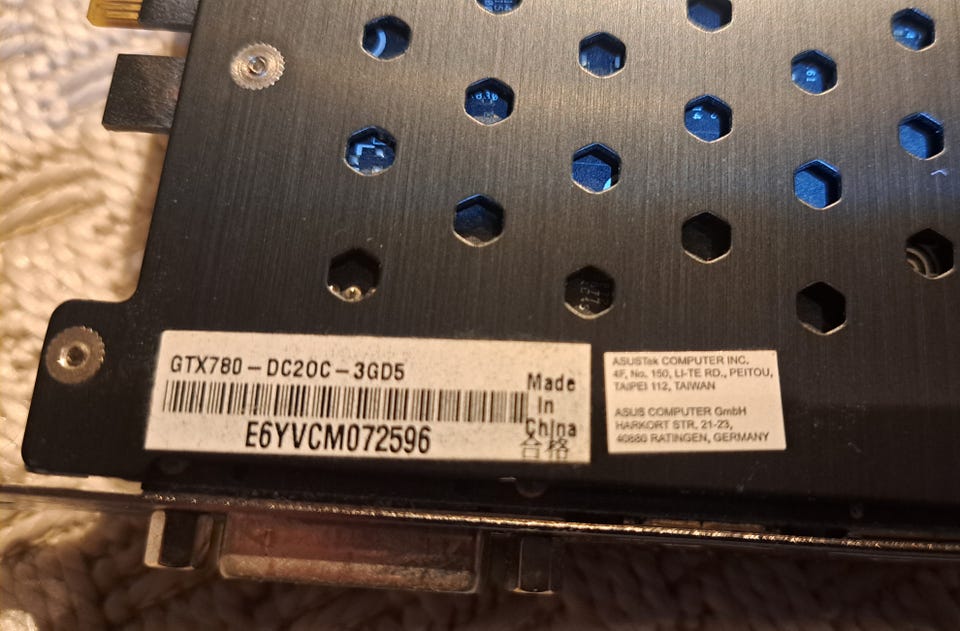 GTX780-DC2OC-3GD5
Made
In
China
E6YVCM072596
合格
ASUSTek COMPUTER INC.
4F, No. 150, LI-TE RD., PEITOU,
TAIPEI 112, TAIWAN
ASUS COMPUTER GmbH
HARKORT STR. 21-23,
40880 RATINGEN, GERMANY